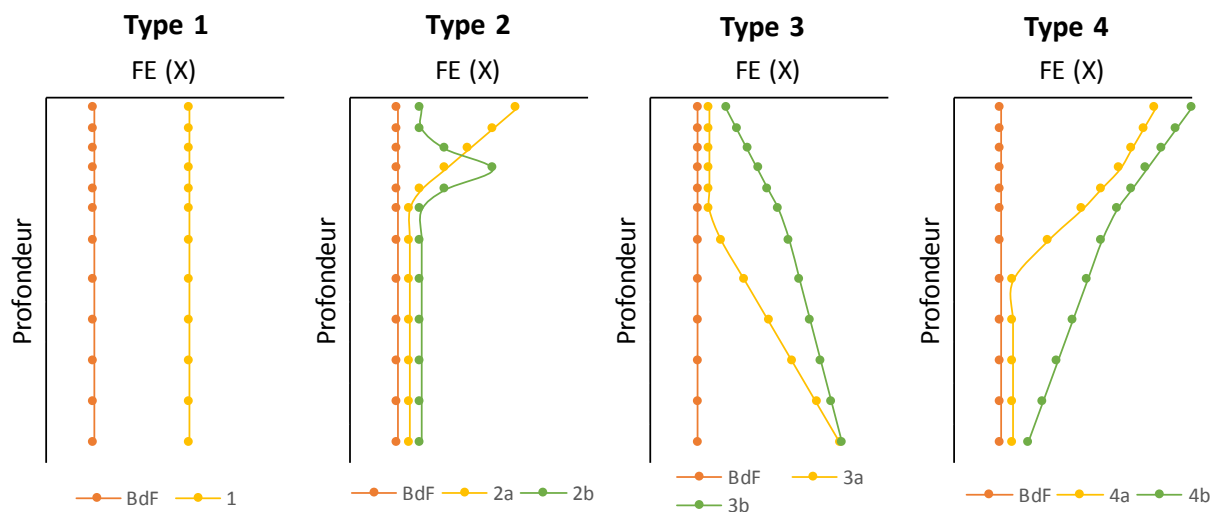 Type 1
FE (X)
Profondeur
BdF
1
Type 2
FE (X)
Profondeur
BdF
2a
2b
Type 3
FE (X)
Profondeur
BdF
3a
3b
Type 4
FE (X)
Profondeur
BdF
4a
4b